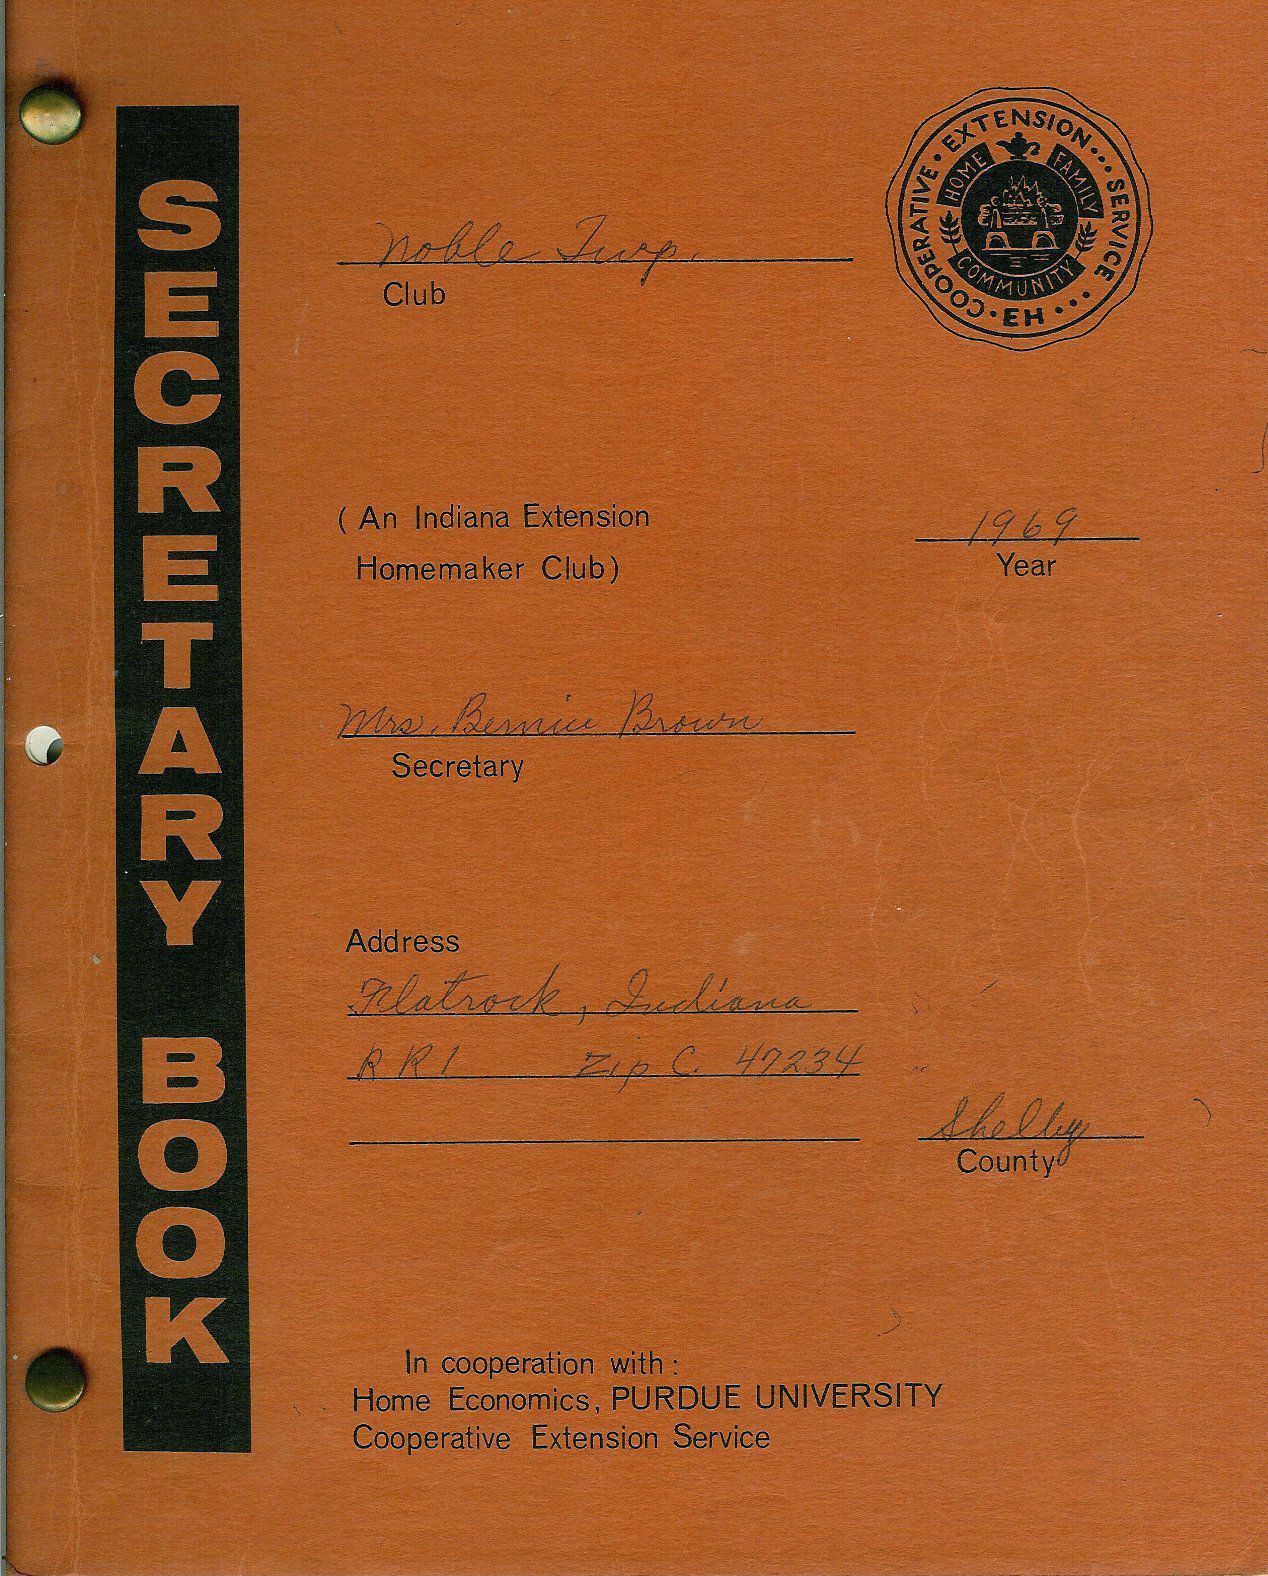 SECRETARY BOOK
COOPERATIVE • EXTENSION ••• SERVICE ••• EH •
HOME FAMILY
COMMUNITY
Noble Twp.
Club
( An Indiana Extension
Homemaker Club)
1969
Year
Mrs. Bernice Brown
Secretary
Address
Flatrock, Indiana
RR1 Zip C. 47234
Shelby
County
In cooperation with :
Home Economics, PURDUE UNIVERSITY
Cooperative Extension Service